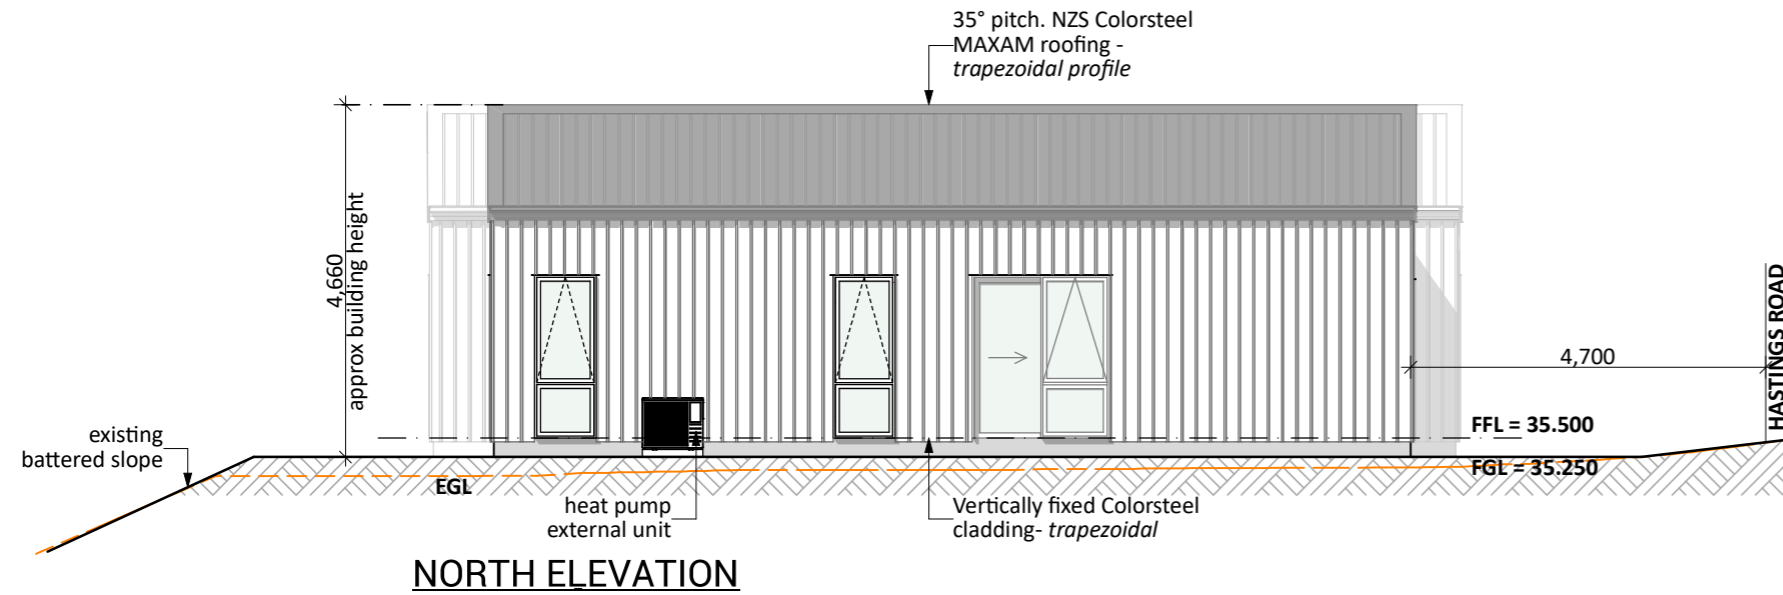 35° pitch. NZS Colorsteel
MAXAM roofing -
trapezoidal profile
4,660
approx building height
existing
battered slope
EGL
heat pump
external unit
Vertically fixed Colorsteel
cladding- trapezoidal
4,700
HASTINGS ROAD
FFL = 35.500
FGL = 35.250
NORTH ELEVATION